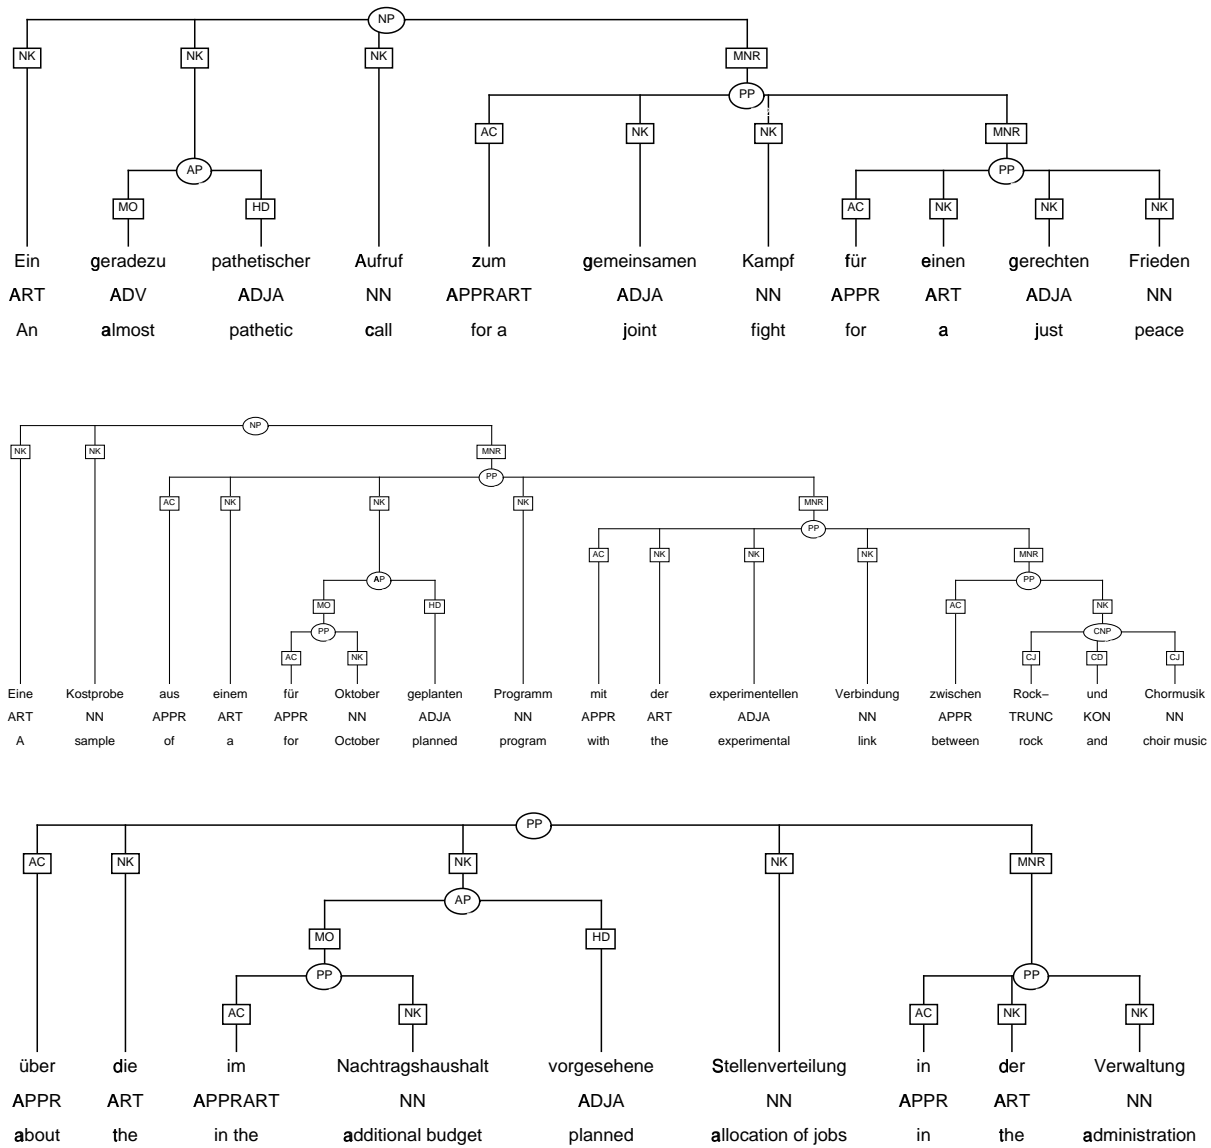 NP
NK NK NK MNR
PP
AC NK NK MNR
AP PP
MO HD AC NK NK NK
Ein geradezu pathetischer Aufruf zum gemeinsamen Kampf für einen gerechten Frieden
ART ADV ADJA NN APPRART ADJA NN APPR ART ADJA NN
An almost pathetic call for a joint fight for a just peace
NP
NK NK MNR
PP
AC NK NK NK MNR
PP
AC NK NK NK MNR
AP PP
MO HD AC NK
PP CNP
AC NK CJ CD CJ
Eine Kostprobe aus einem für Oktober geplanten Programm mit der experimentellen Verbindung zwischen Rock– und Chormusik
ART NN APPR ART APPR NN ADJA NN APPR ART ADJA NN APPR TRUNC KON NN
A sample of a for October planned program with the experimental link between rock and choir music
PP
AC NK NK NK MNR
AP
MO HD
PP PP
AC NK AC NK NK
über die im Nachtragshaushalt vorgesehene Stellenverteilung in der Verwaltung
APPR ART APPRART NN ADJA NN APPR ART NN
about the in the additional budget planned allocation of jobs in the administration